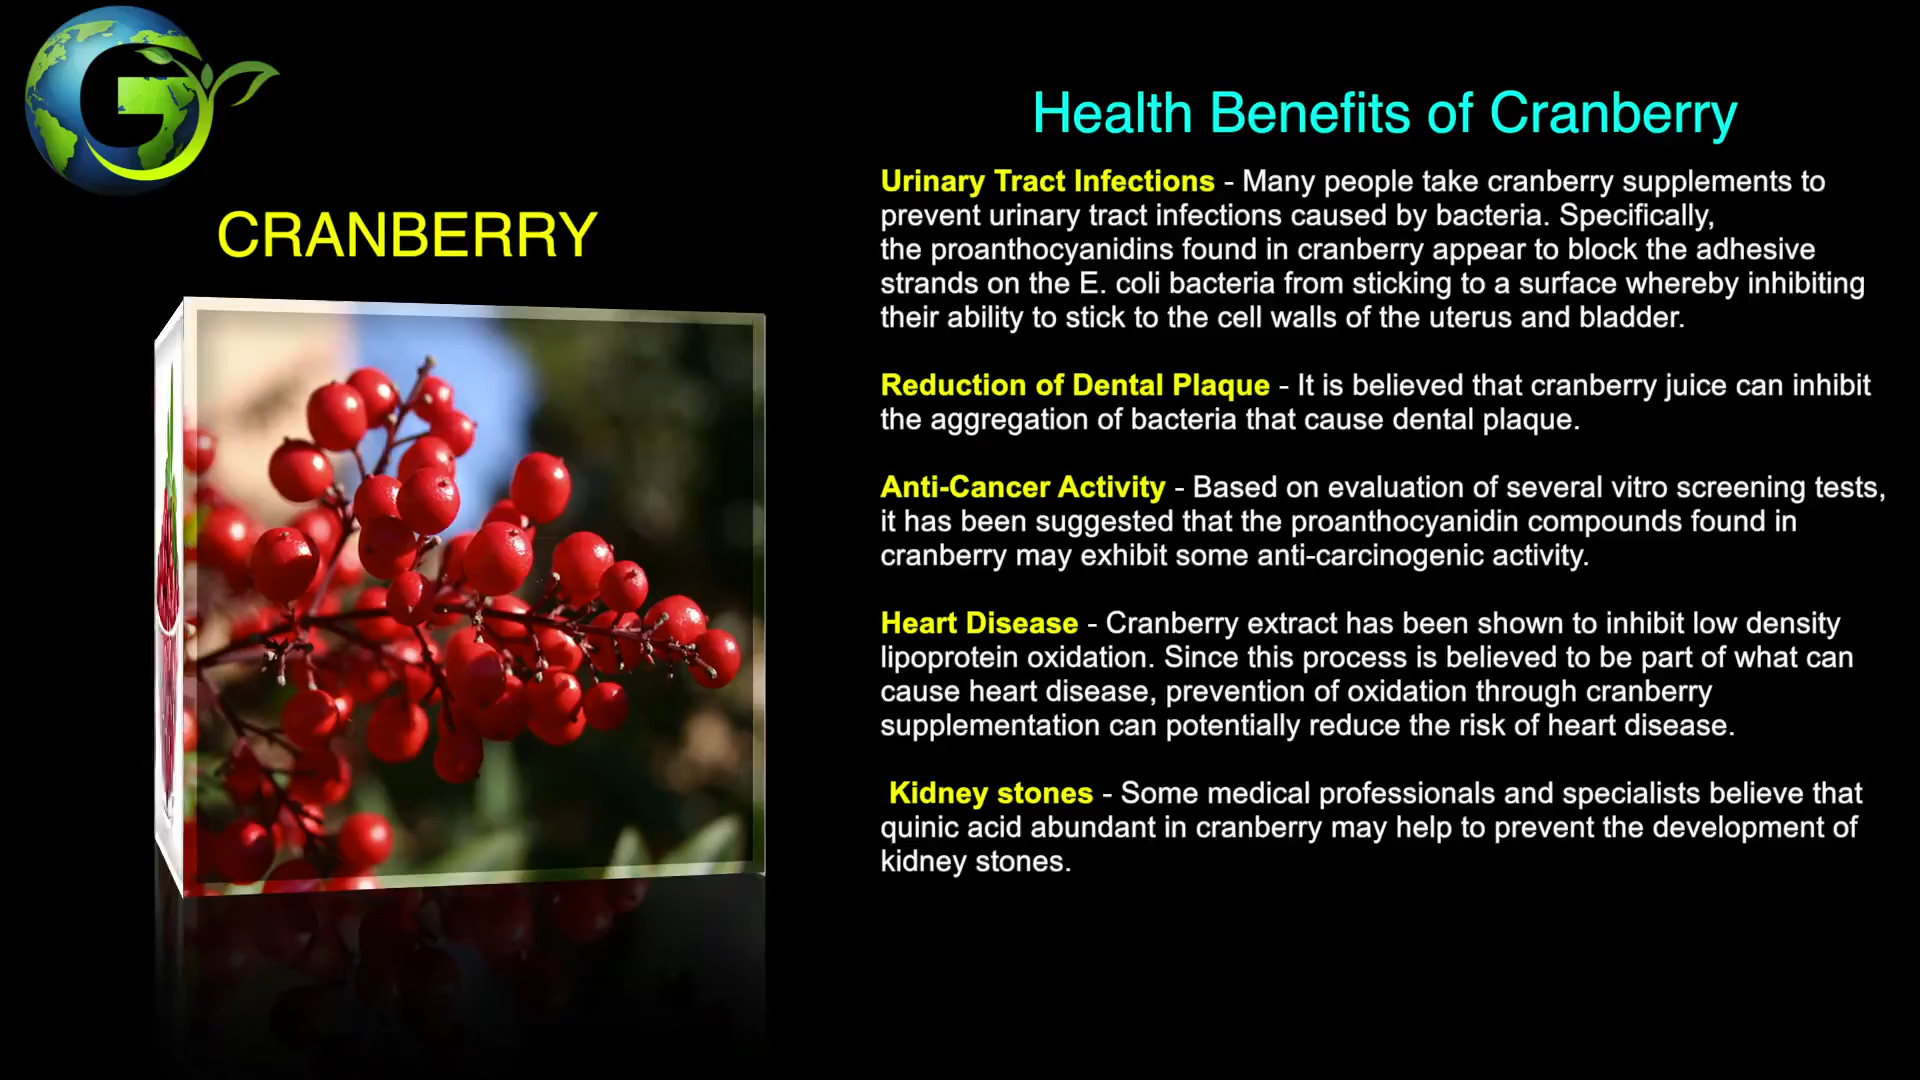 G
CRANBERRY
Health Benefits of Cranberry
Urinary Tract Infections - Many people take cranberry supplements to
prevent urinary tract infections caused by bacteria. Specifically,
the proanthocyanidins found in cranberry appear to block the adhesive
strands on the E. coli bacteria from sticking to a surface whereby inhibiting
their ability to stick to the cell walls of the uterus and bladder.
Reduction of Dental Plaque - It is believed that cranberry juice can inhibit
the aggregation of bacteria that cause dental plaque.
Anti-Cancer Activity - Based on evaluation of several vitro screening tests,
it has been suggested that the proanthocyanidin compounds found in
cranberry may exhibit some anti-carcinogenic activity.
Heart Disease - Cranberry extract has been shown to inhibit low density
lipoprotein oxidation. Since this process is believed to be part of what can
cause heart disease, prevention of oxidation through cranberry
supplementation can potentially reduce the risk of heart disease.
Kidney stones - Some medical professionals and specialists believe that
quinic acid abundant in cranberry may help to prevent the development of
kidney stones.